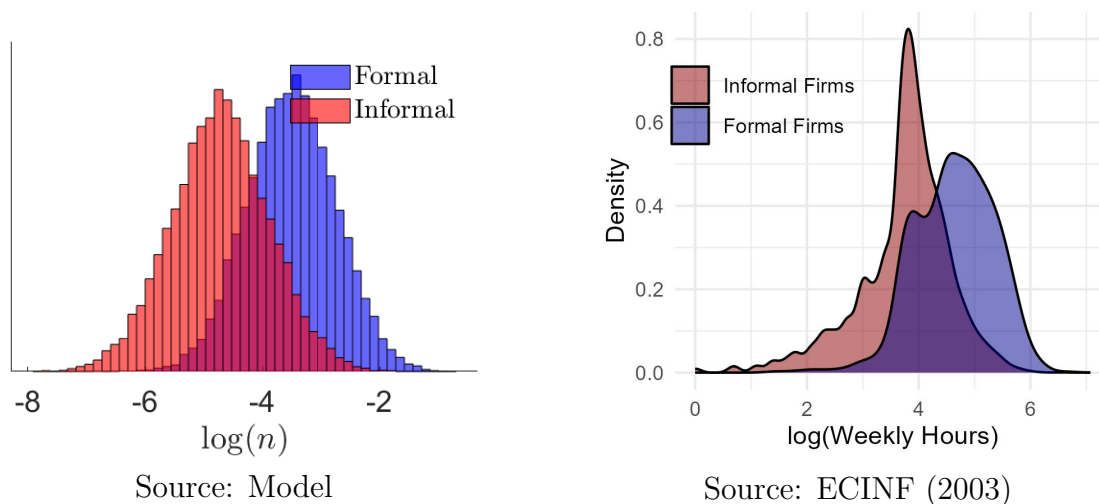 Formal
Informal
-8
-6
-4
-2
log(n)
Source: Model
0.8
0.6
0.4
0.2
0.0
Density
Informal Firms
Formal Firms
0
2
4
6
log(Weekly Hours)
Source: ECINF (2003)